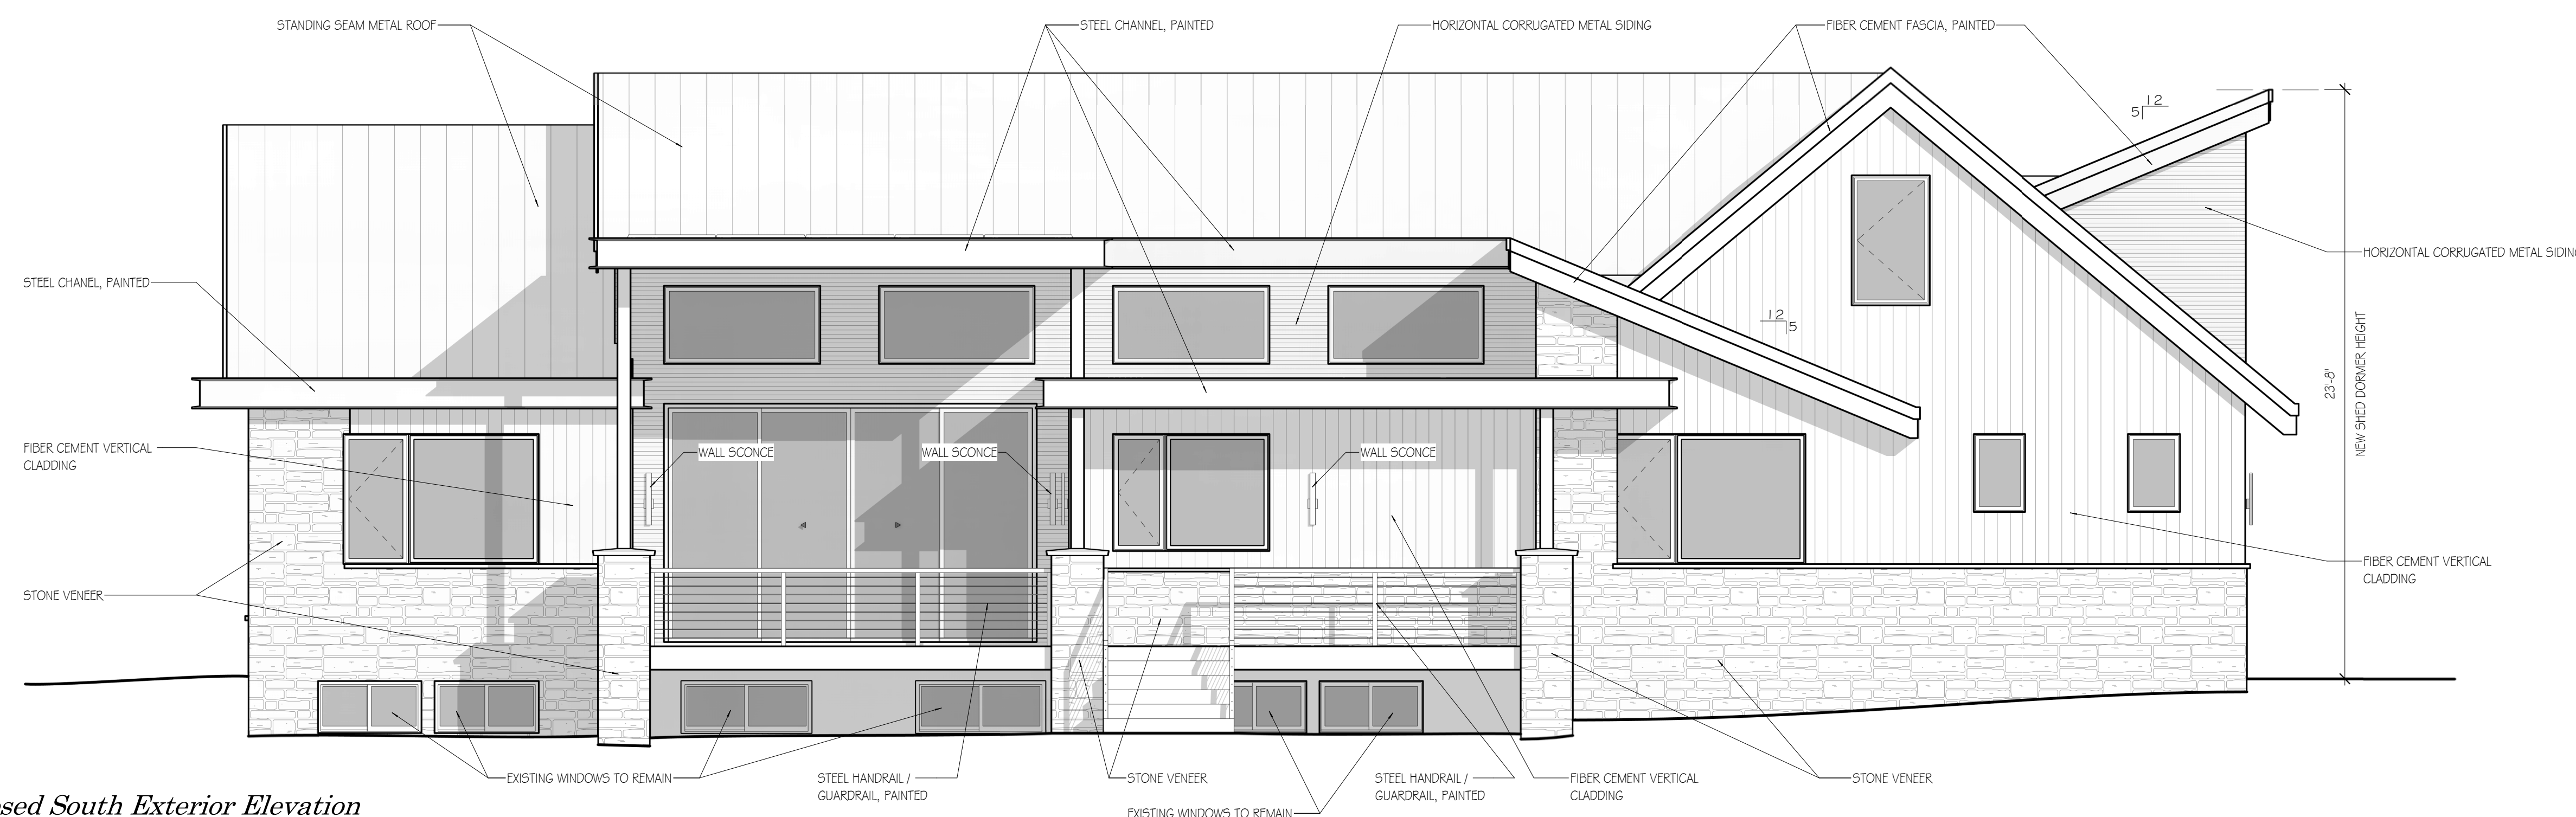 STANDING SEAM METAL ROOF
STEEL CHANNEL, PAINTED
HORIZONTAL CORRUGATED METAL SIDING
FIBER CEMENT FASCIA, PAINTED
12
5
HORIZONTAL CORRUGATED METAL SIDING
STEEL CHANEL, PAINTED
12
5
23'-8"
NEW SHED DORMER HEIGHT
FIBER CEMENT VERTICAL
CLADDING
WALL SCONCE
WALL SCONCE
WALL SCONCE
FIBER CEMENT VERTICAL
CLADDING
STONE VENEER
EXISTING WINDOWS TO REMAIN
STEEL HANDRAIL /
GUARDRAIL, PAINTED
STONE VENEER
STEEL HANDRAIL /
GUARDRAIL, PAINTED
FIBER CEMENT VERTICAL
CLADDING
STONE VENEER
EXISTING WINDOWS TO REMAIN
sed South Exterior Elevation